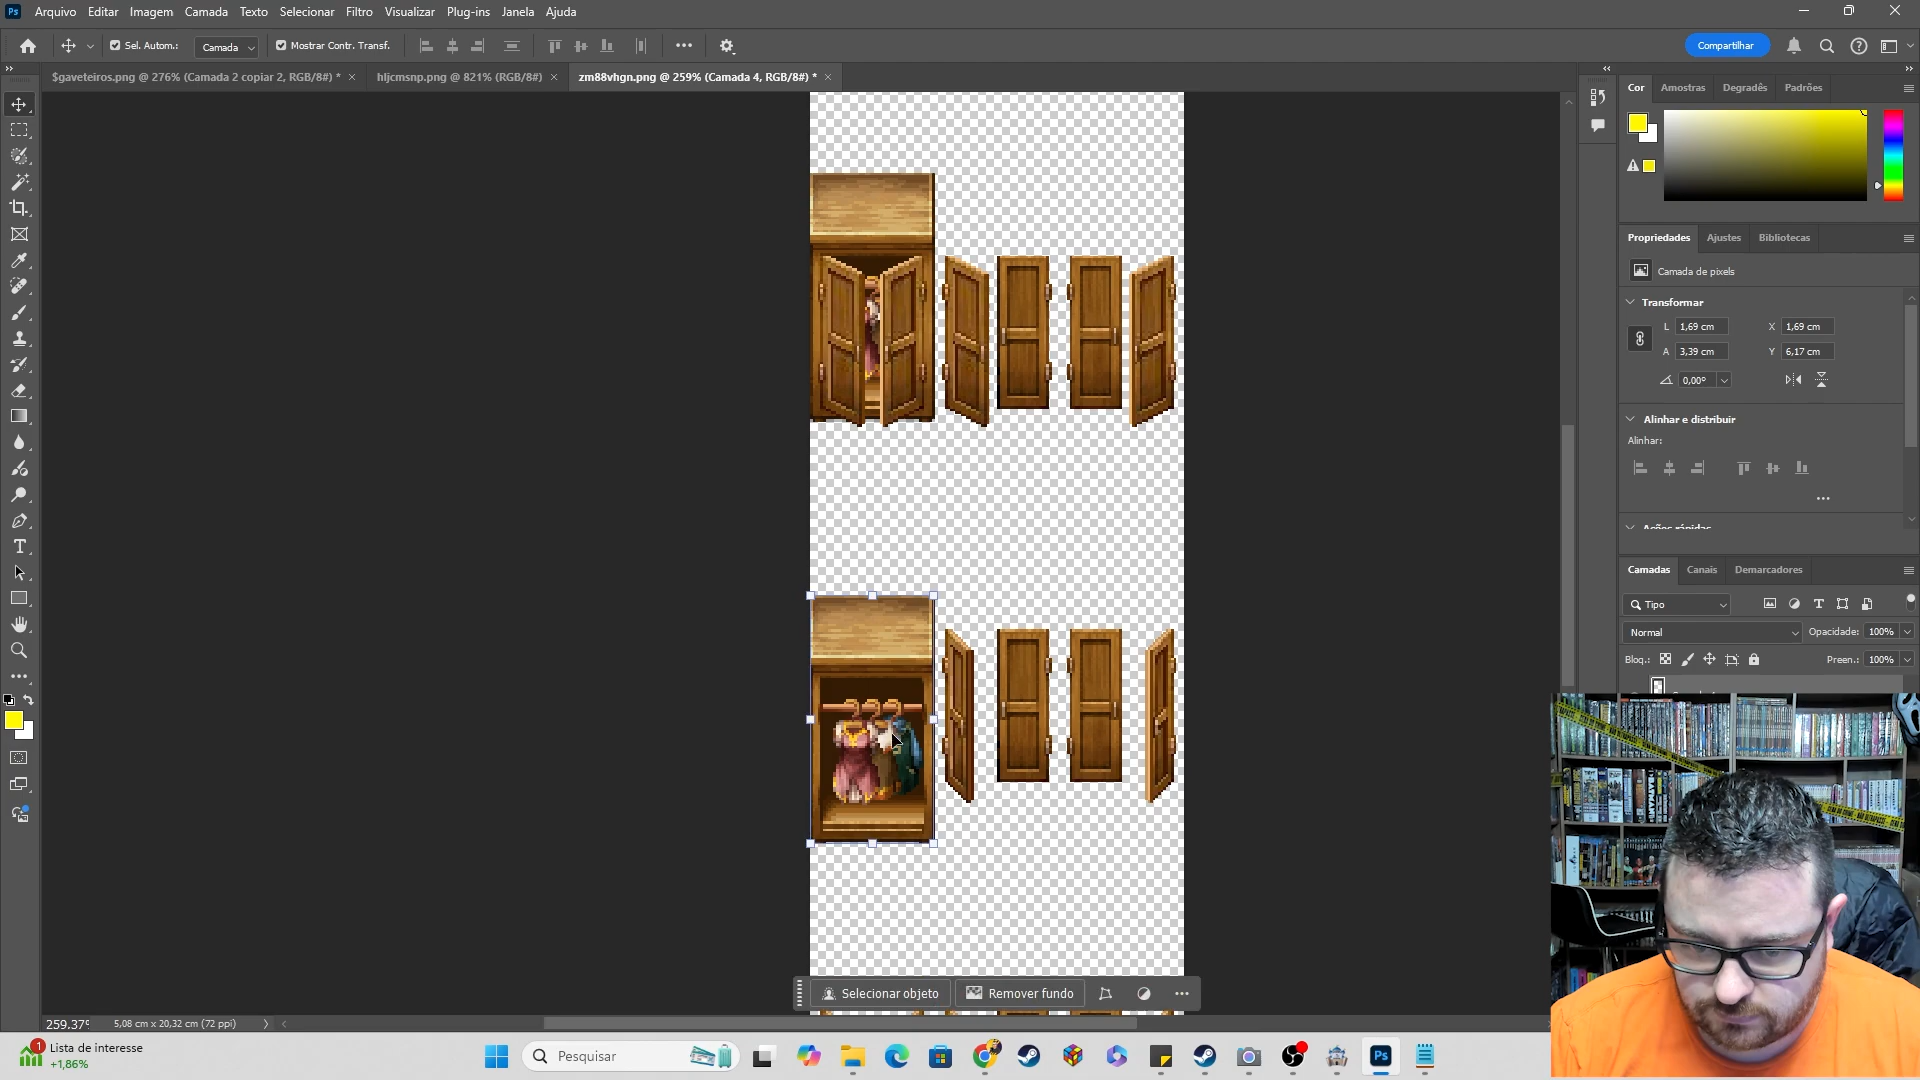 Ps Arquivo Editar Imagem Camada Texto Selecionar Filtro Visualizar Plug-ins Janela Ajuda
Sel. Autom.: Camada Mostrar Contr. Transf. Compartilhar
$gaveteiros.png @ 276% (Camada 2 copiar 2, RGB/8#) * hljcmsnp.png @ 821% (RGB/8#) zm88vhgn.png @ 259% (Camada 4, RGB/8#) *
Cor Amostras Degradês Padrões
Propriedades Ajustes Bibliotecas
Camada de pixels
Transformar
L 1,69 cm X 1,69 cm
A 3,39 cm Y 6,17 cm
0,00°
Alinhar e distribuir
Alinhar:
Ações rápidas
Camadas Canais Demarcadores
Tipo
Normal Opacidade: 100%
Bloq.: Preen.: 100%
Selecionar objeto Remover fundo
259.37% 5,08 cm x 20,32 cm (72 ppi)
1 Lista de interesse
+1,86%
Pesquisar
Ps